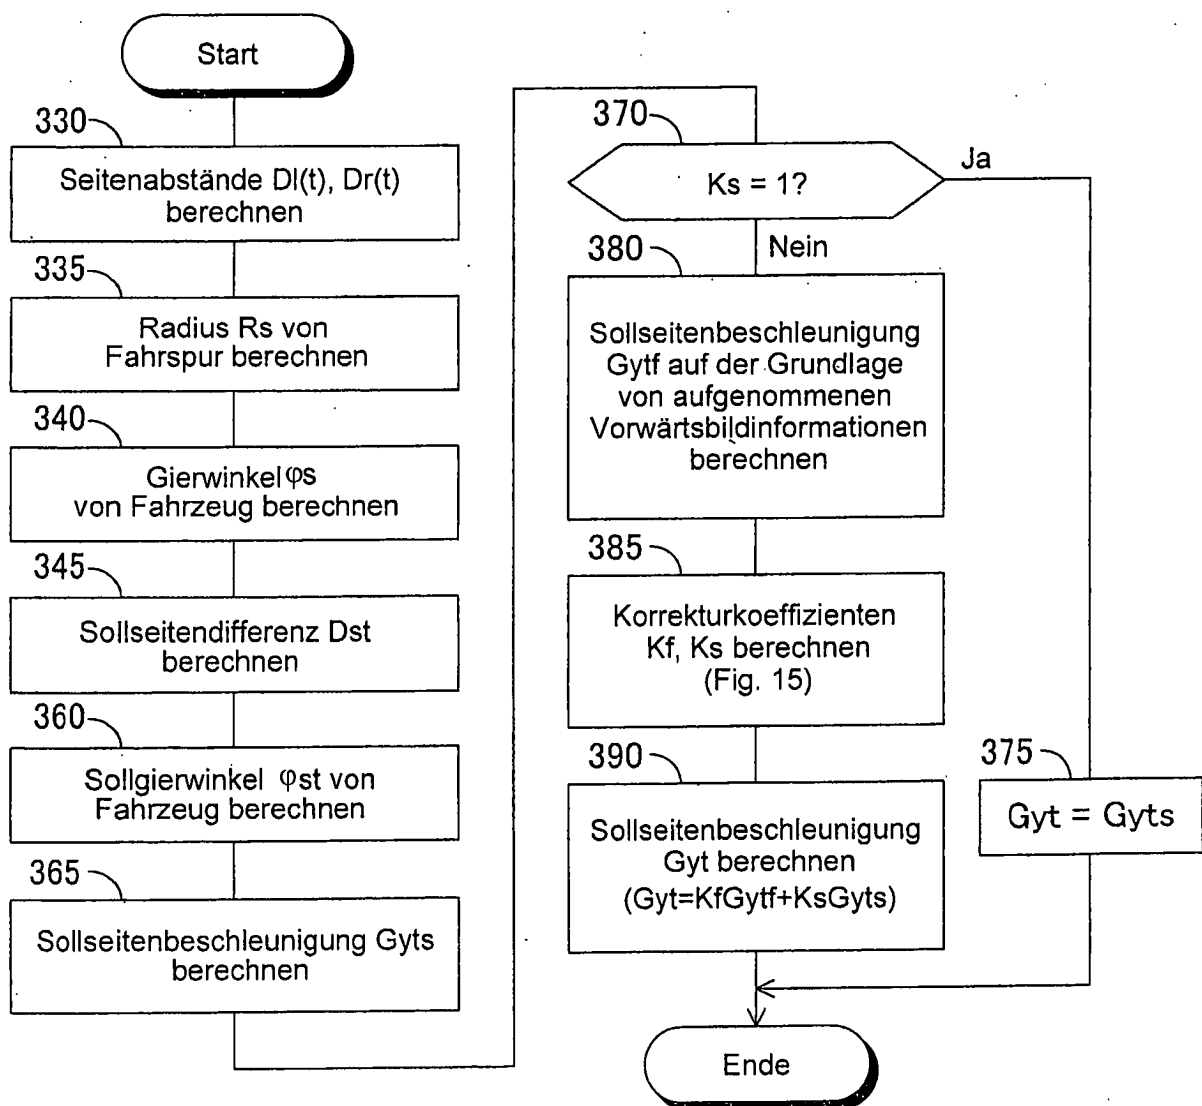 Start
330
Seitenabstände Dl(t), Dr(t)
berechnen
335
Radius Rs von
Fahrspur berechnen
340
Gierwinkel φs
von Fahrzeug berechnen
345
Sollseitendifferenz Dst
berechnen
360
Sollgierwinkel φst von
Fahrzeug berechnen
365
Sollseitenbeschleunigung Gyts
berechnen
370
Ks = 1?
Ja
Nein
380
Sollseitenbeschleunigung
Gytf auf der Grundlage
von aufgenommenen
Vorwärtsbildinformationen
berechnen
385
Korrekturkoeffizienten
Kf, Ks berechnen
(Fig. 15)
390
Sollseitenbeschleunigung
Gyt berechnen
(Gyt=KfGytf+KsGyts)
375
Gyt = Gyts
Ende